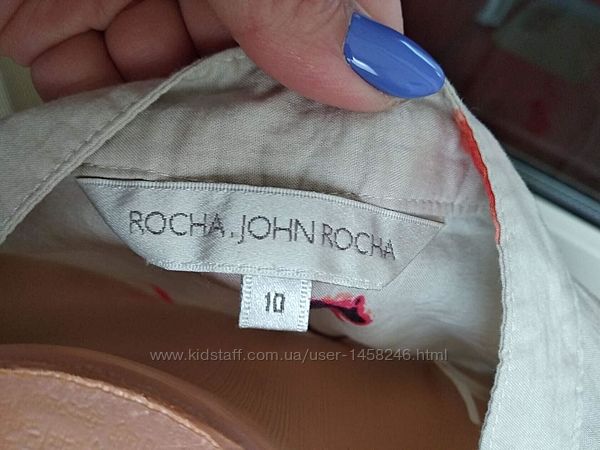 ROCHA.JOHN ROCHA
10
www.kidstaff.com.ua/user-1458246.html